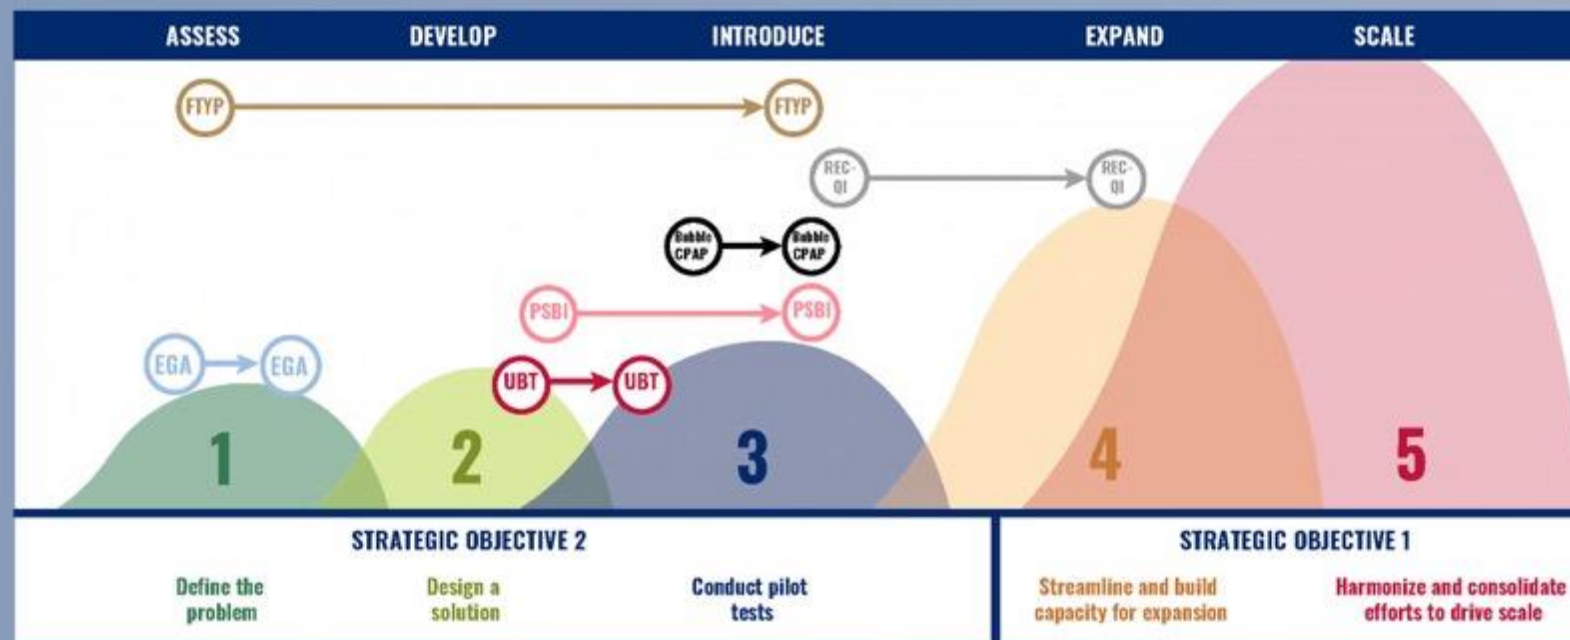 ASSESS DEVELOP INTRODUCE EXPAND SCALE
FTYP FTYP
REC-
QI
REC-
QI
Bubble
CPAP
Bubble
CPAP
PSBI PSBI
EGA EGA
UBT UBT
1 2 3 4 5
STRATEGIC OBJECTIVE 2
Define the
problem
Design a
solution
Conduct pilot
tests
STRATEGIC OBJECTIVE 1
Streamline and build
capacity for expansion
Harmonize and consolidate
efforts to drive scale